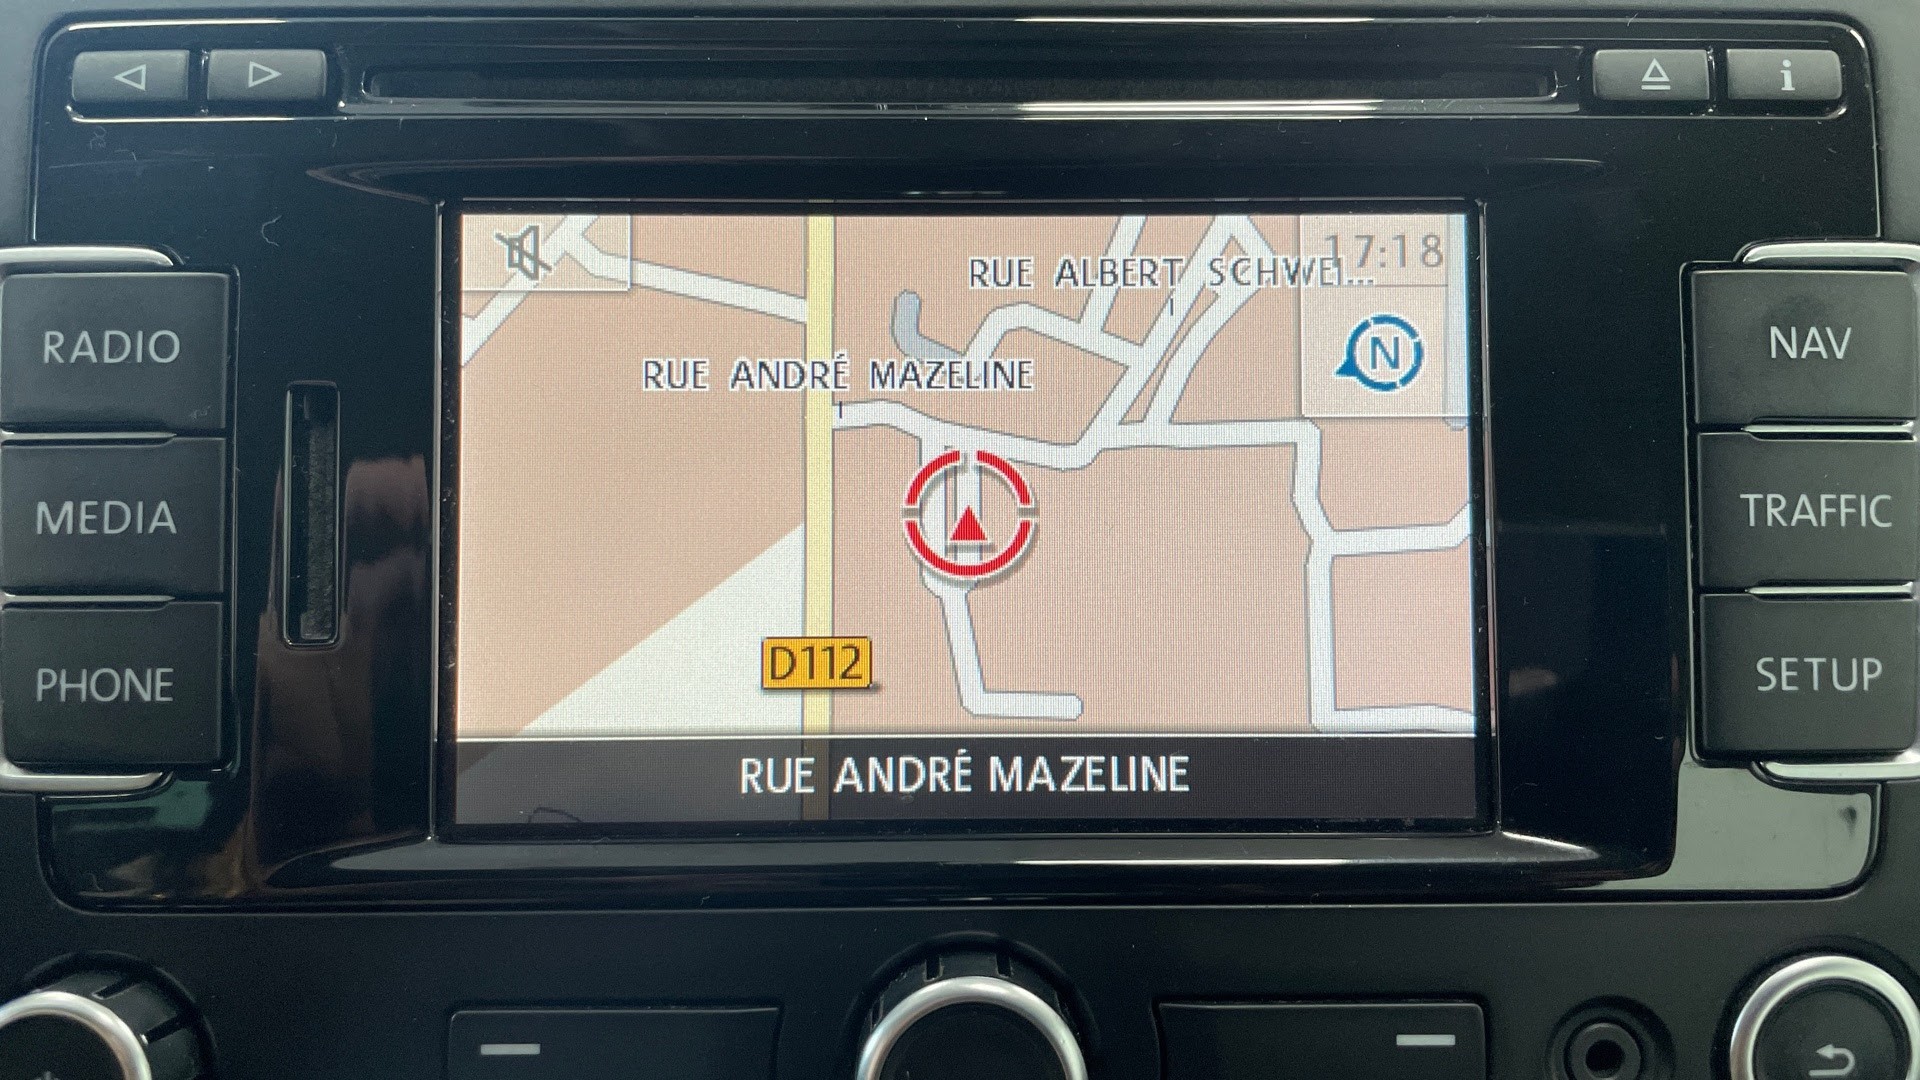 i
17:18
RUE ALBERT SCHWEI...
N
RUE ANDRÉ MAZELINE
D112
RUE ANDRÉ MAZELINE
RADIO
MEDIA
PHONE
NAV
TRAFFIC
SETUP